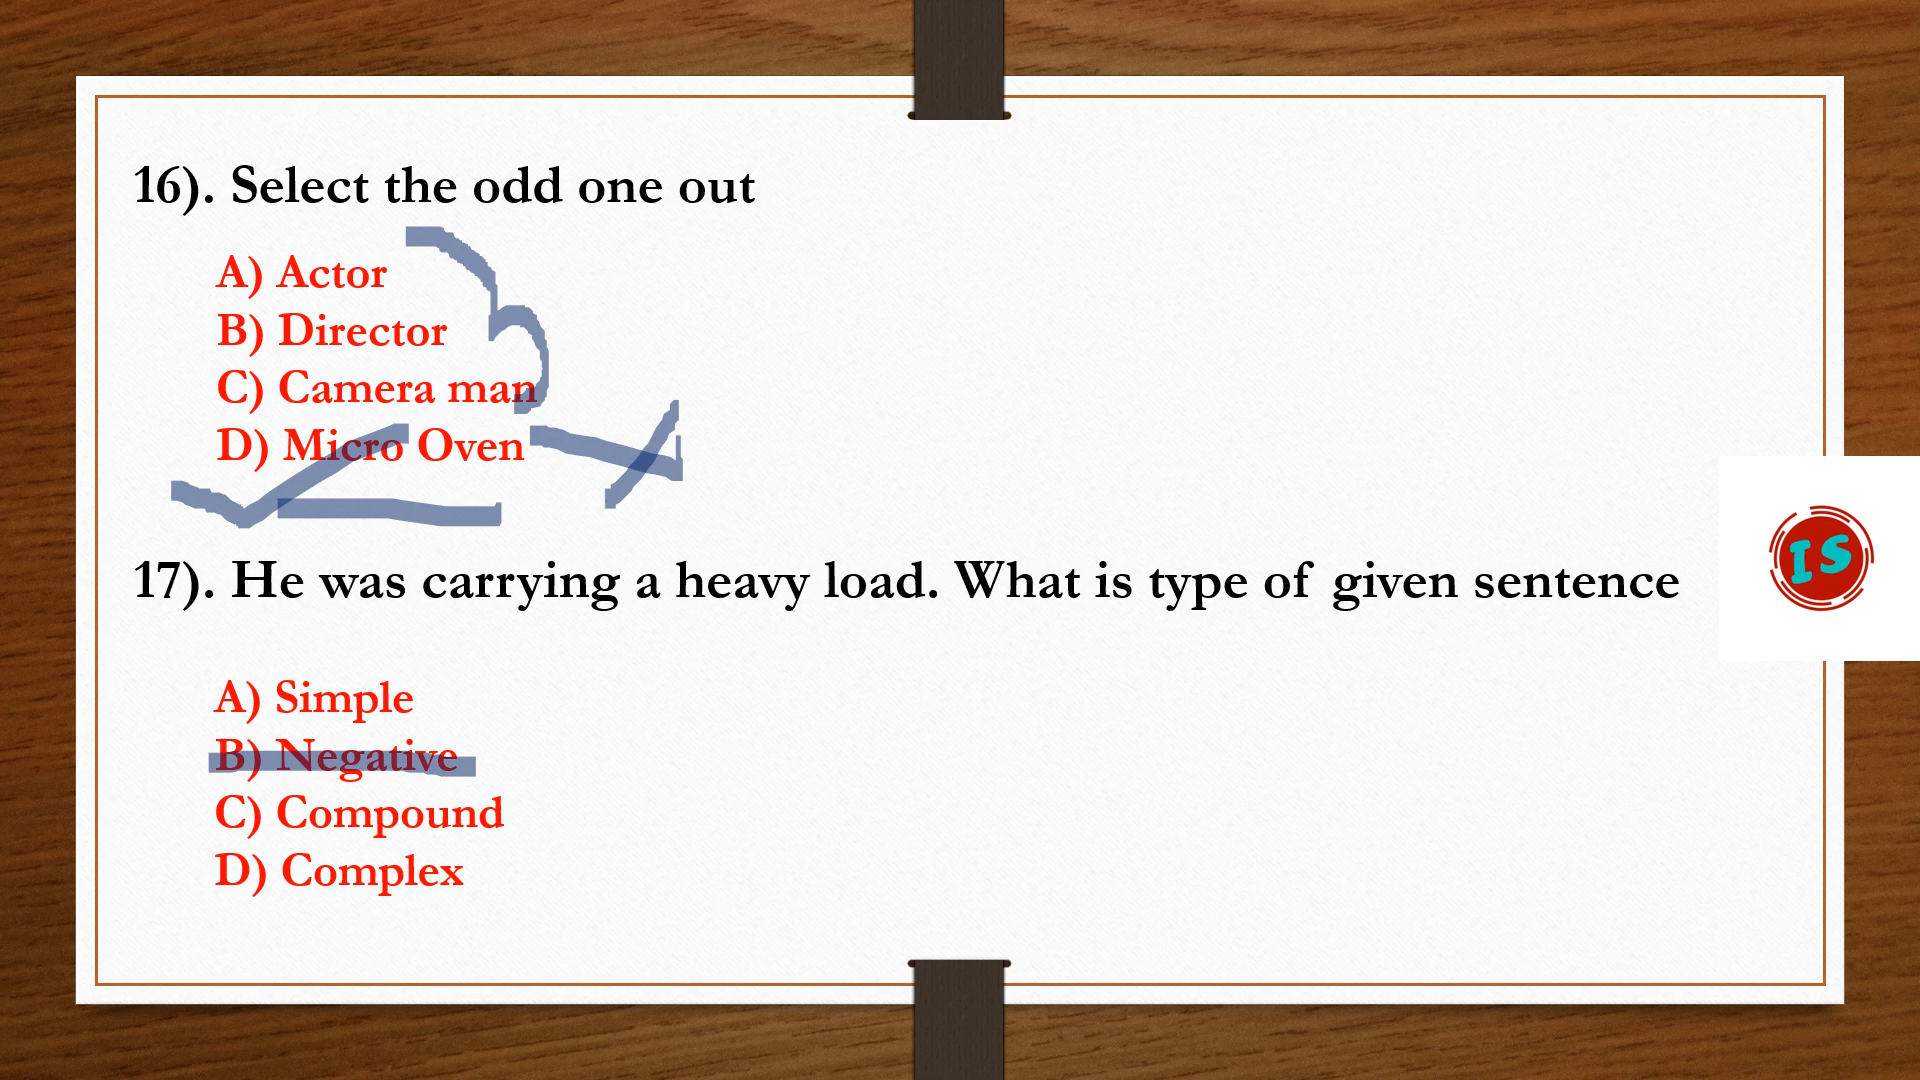 16). Select the odd one out
A) Actor
B) Director
C) Camera man
D) Micro Oven
17). He was carrying a heavy load. What is type of given sentence
IS
A) Simple
B) Negative
C) Compound
D) Complex